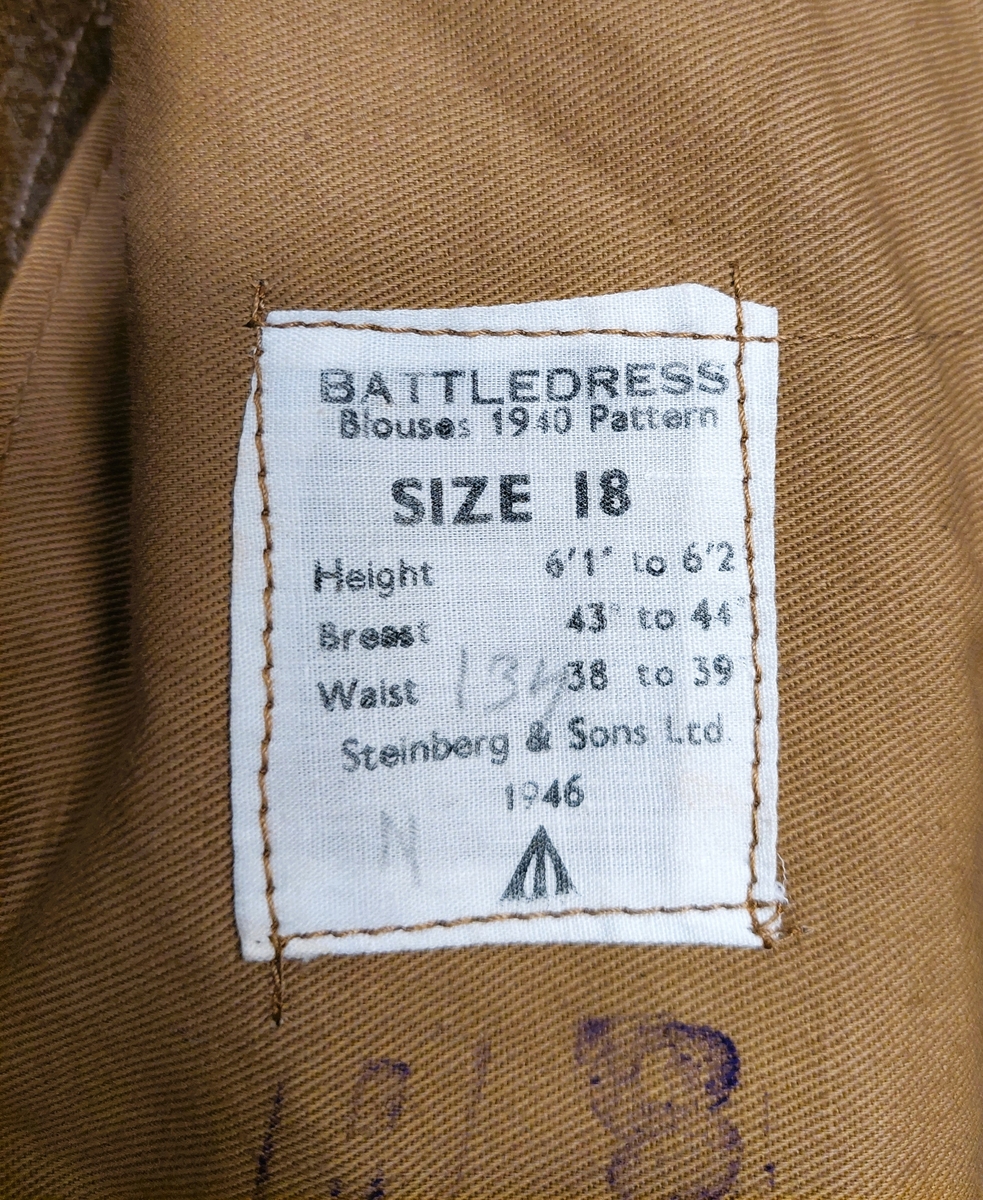 BATTLEDRESS
Blouses 1940 Pattern
SIZE 18
Height 6'1" to 6'2
Breast 43" to 44"
Waist 38 to 39
Steinberg & Sons Ltd.
1946
N